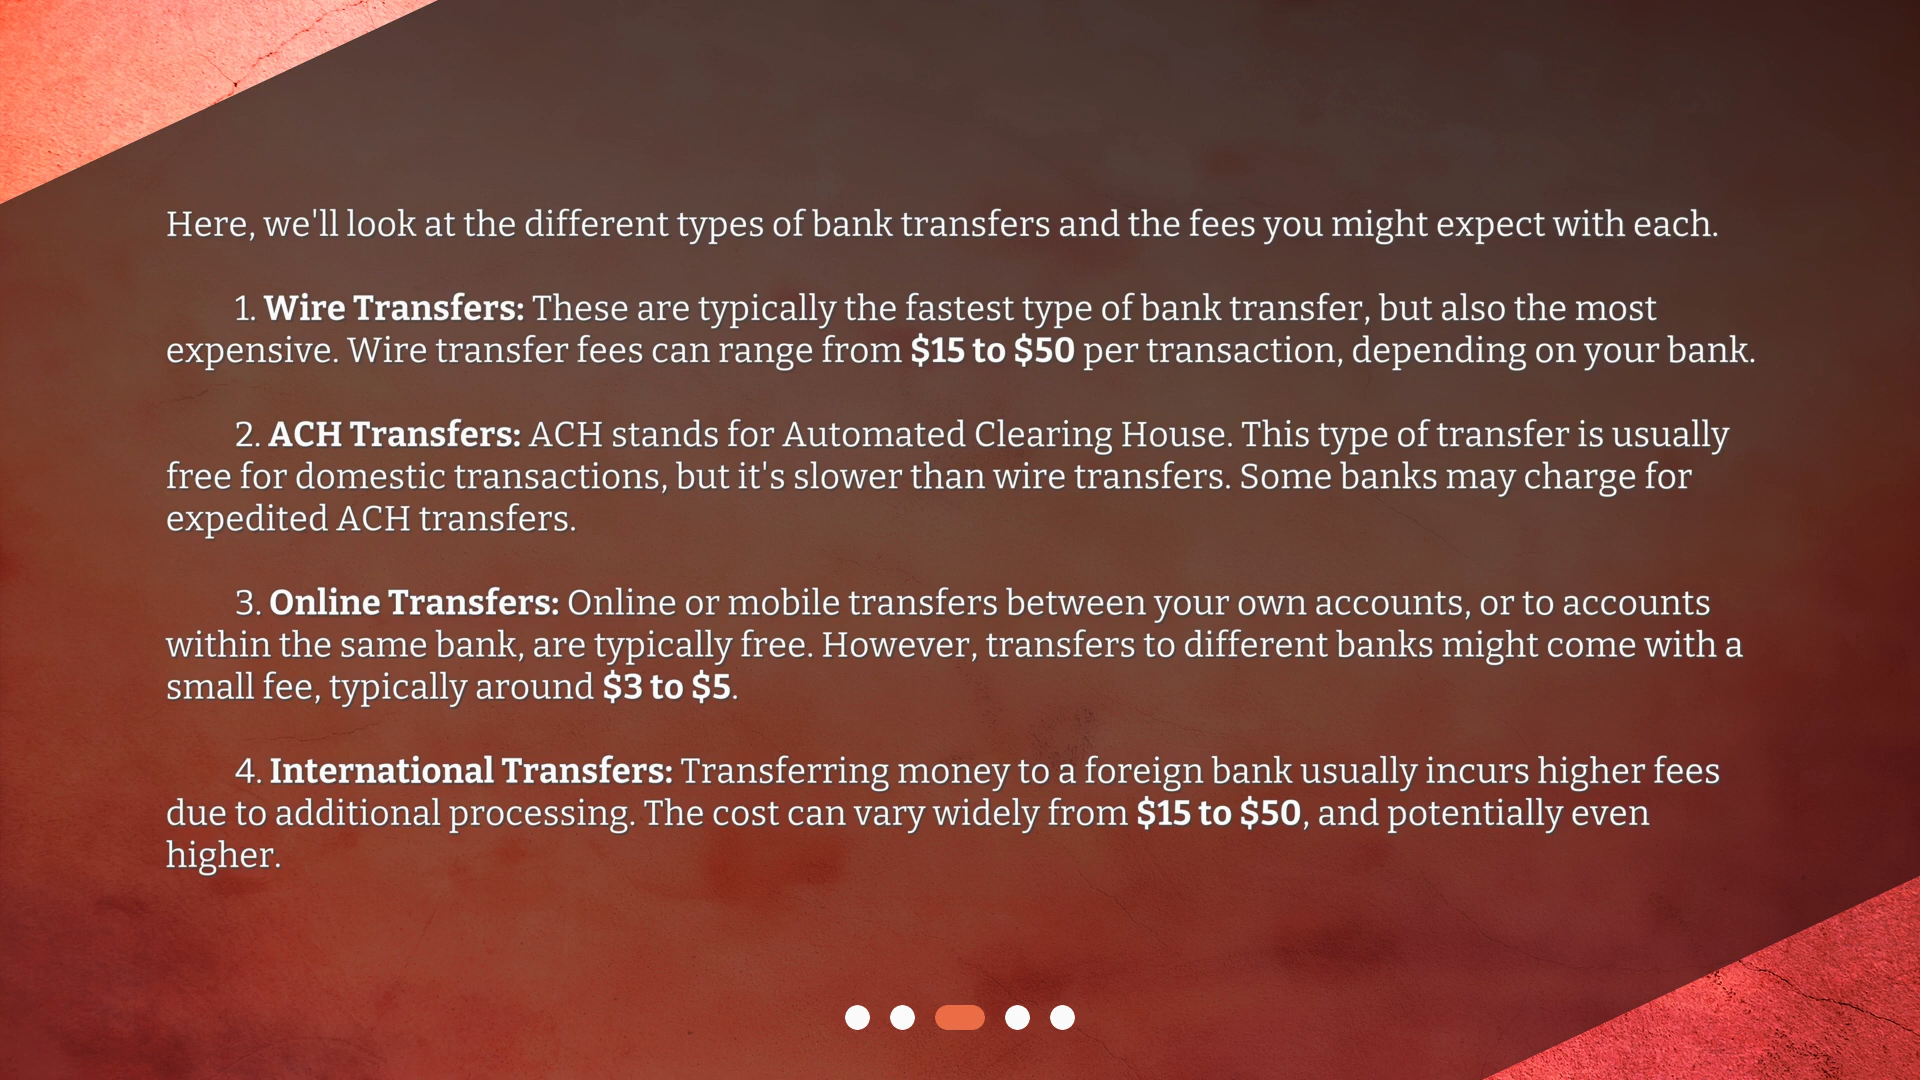 Here, we'll look at the different types of bank transfers and the fees you might expect with each.
1. Wire Transfers: These are typically the fastest type of bank transfer, but also the most
expensive. Wire transfer fees can range from $15 to $50 per transaction, depending on your bank.
2. ACH Transfers: ACH stands for Automated Clearing House. This type of transfer is usually
free for domestic transactions, but it's slower than wire transfers. Some banks may charge for
expedited ACH transfers.
3. Online Transfers: Online or mobile transfers between your own accounts, or to accounts
within the same bank, are typically free. However, transfers to different banks might come with a
small fee, typically around $3 to $5.
4. International Transfers: Transferring money to a foreign bank usually incurs higher fees
due to additional processing. The cost can vary widely from $15 to $50, and potentially even
higher.